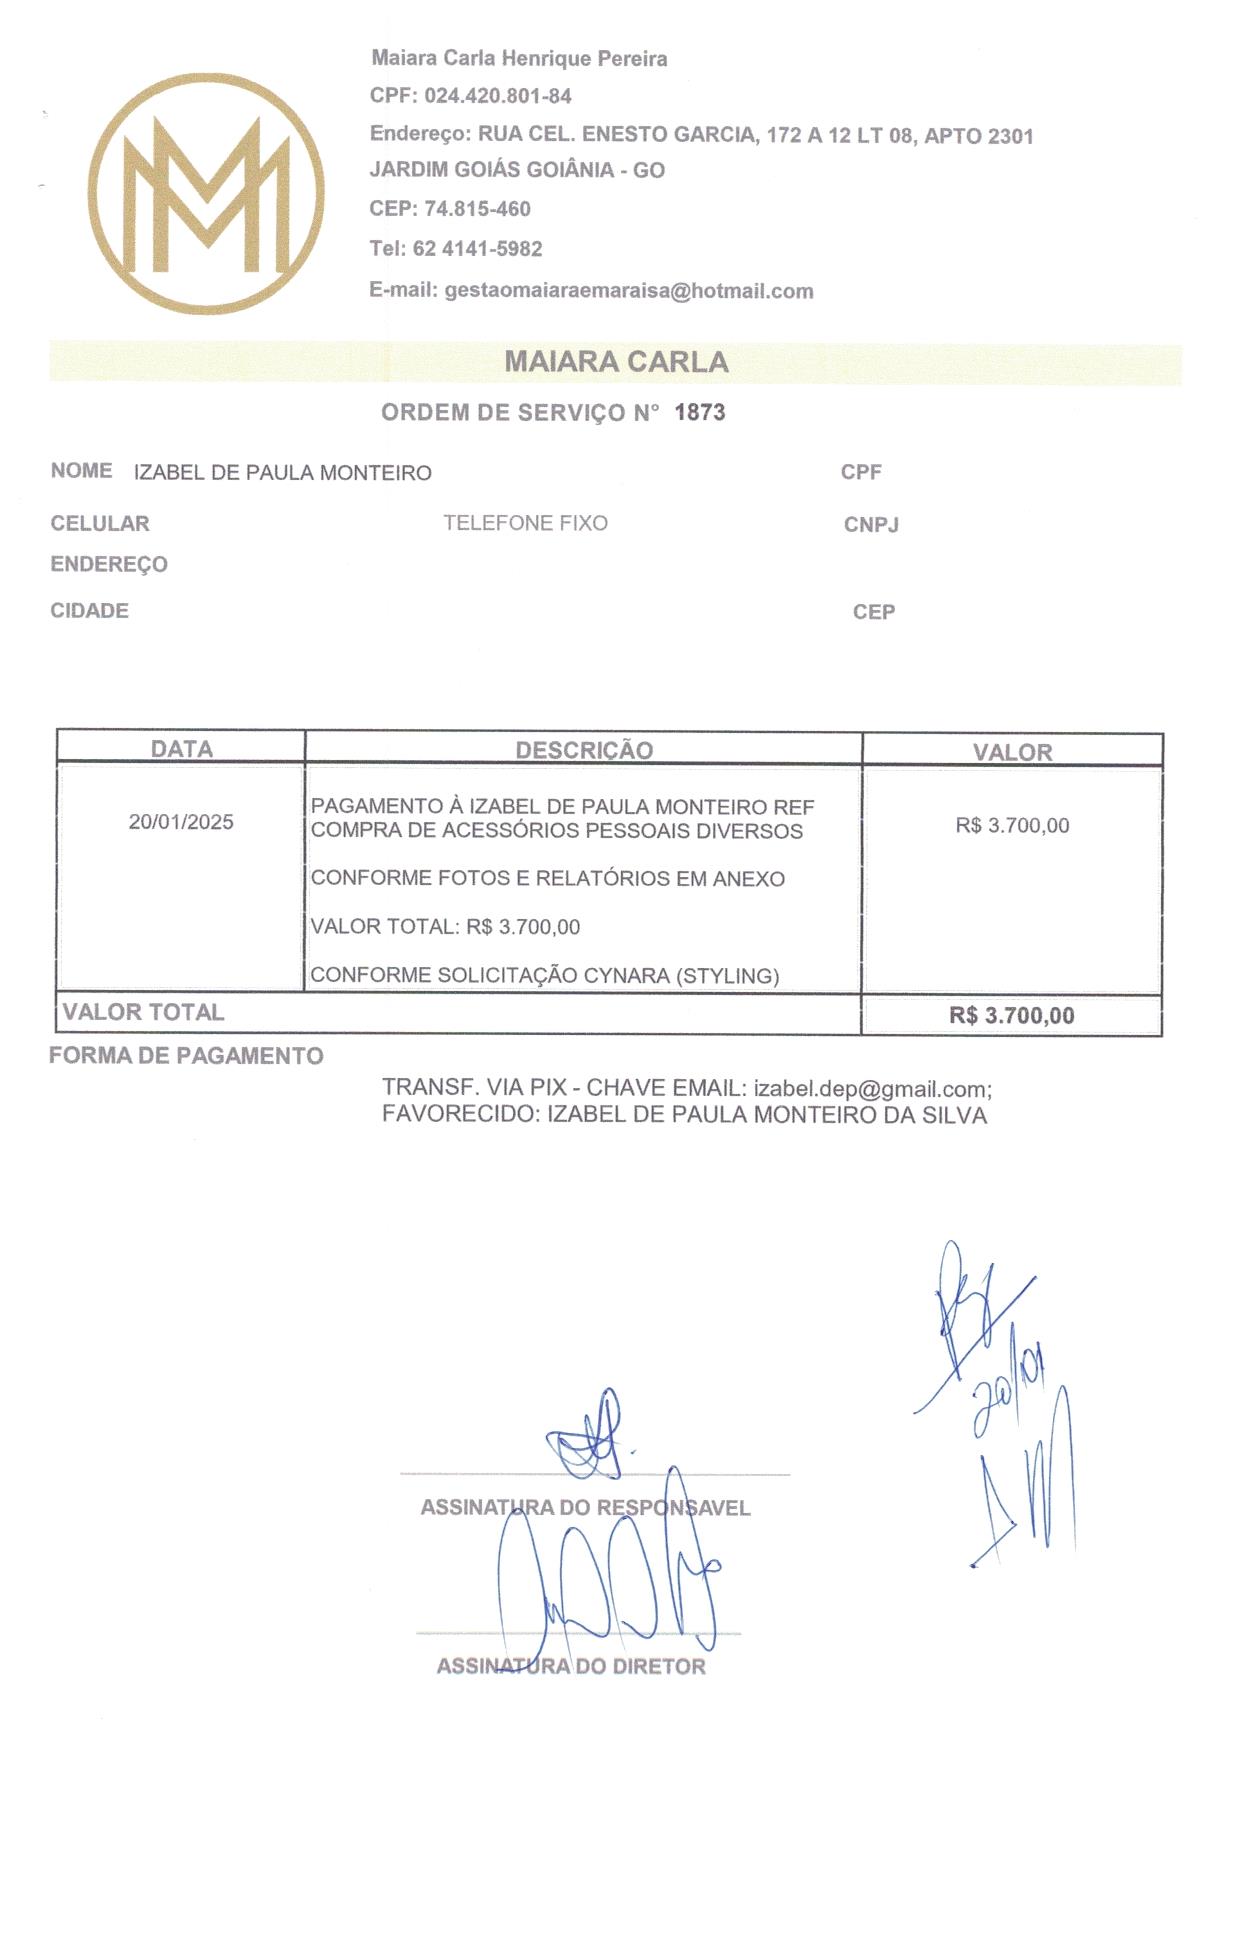 Maiara Carla Henrique Pereira
CPF: 024.420.801-84
Endereço: RUA CEL. ENESTO GARCIA, 172 A 12 LT 08, APTO 2301
JARDIM GOIÁS GOIÂNIA - GO
CEP: 74.815-460
Tel: 62 4141-5982
E-mail: gestaomaiaraemaraisa@hotmail.com
MAIARA CARLA
ORDEM DE SERVIÇO N° 1873
NOME IZABEL DE PAULA MONTEIRO CPF
CELULAR TELEFONE FIXO CNPJ
ENDEREÇO
CIDADE CEP
DATA DESCRIÇÃO VALOR
20/01/2025 PAGAMENTO À IZABEL DE PAULA MONTEIRO REF R$ 3.700,00
COMPRA DE ACESSÓRIOS PESSOAIS DIVERSOS
CONFORME FOTOS E RELATÓRIOS EM ANEXO
VALOR TOTAL: R$ 3.700,00
CONFORME SOLICITAÇÃO CYNARA (STYLING)
VALOR TOTAL R$ 3.700,00
FORMA DE PAGAMENTO
TRANSF. VIA PIX - CHAVE EMAIL: izabel.dep@gmail.com;
FAVORECIDO: IZABEL DE PAULA MONTEIRO DA SILVA
20/01
ASSINATURA DO RESPONSAVEL
ASSINATURA DO DIRETOR